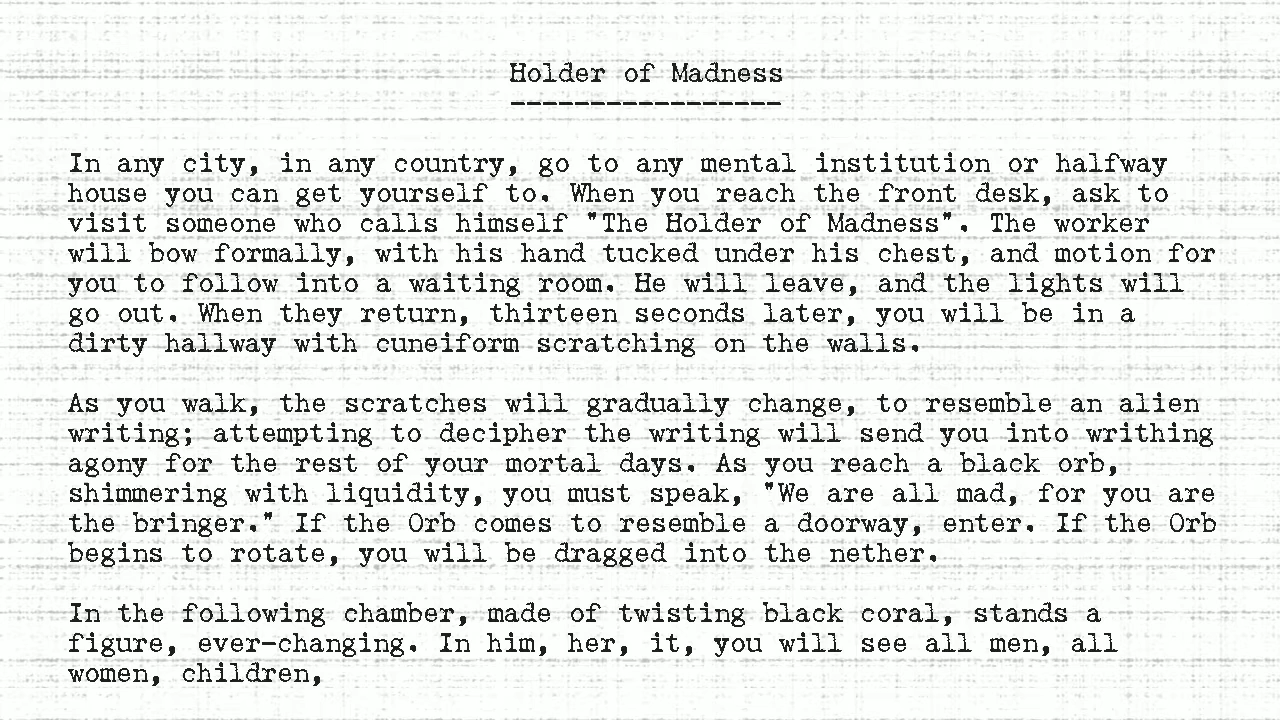 Holder of Madness
-----------------
In any city, in any country, go to any mental institution or halfway
house you can get yourself to. When you reach the front desk, ask to
visit someone who calls himself "The Holder of Madness". The worker
will bow formally, with his hand tucked under his chest, and motion for
you to follow into a waiting room. He will leave, and the lights will
go out. When they return, thirteen seconds later, you will be in a
dirty hallway with cuneiform scratching on the walls.
As you walk, the scratches will gradually change, to resemble an alien
writing; attempting to decipher the writing will send you into writhing
agony for the rest of your mortal days. As you reach a black orb,
shimmering with liquidity, you must speak, "We are all mad, for you are
the bringer." If the Orb comes to resemble a doorway, enter. If the Orb
begins to rotate, you will be dragged into the nether.
In the following chamber, made of twisting black coral, stands a
figure, ever-changing. In him, her, it, you will see all men, all
women, children,